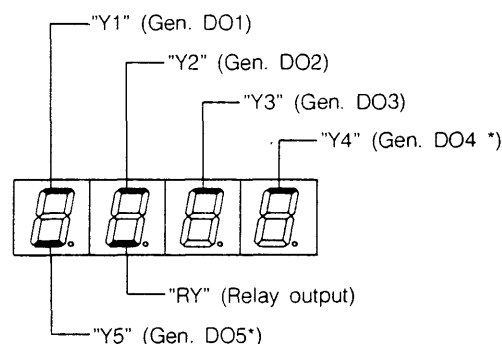 "Y1" (Gen. DO1)
"Y2" (Gen. DO2)
"Y3" (Gen. DO3)
"Y4" (Gen. DO4 *)
"RY" (Relay output)
"Y5" (Gen. DO5*)